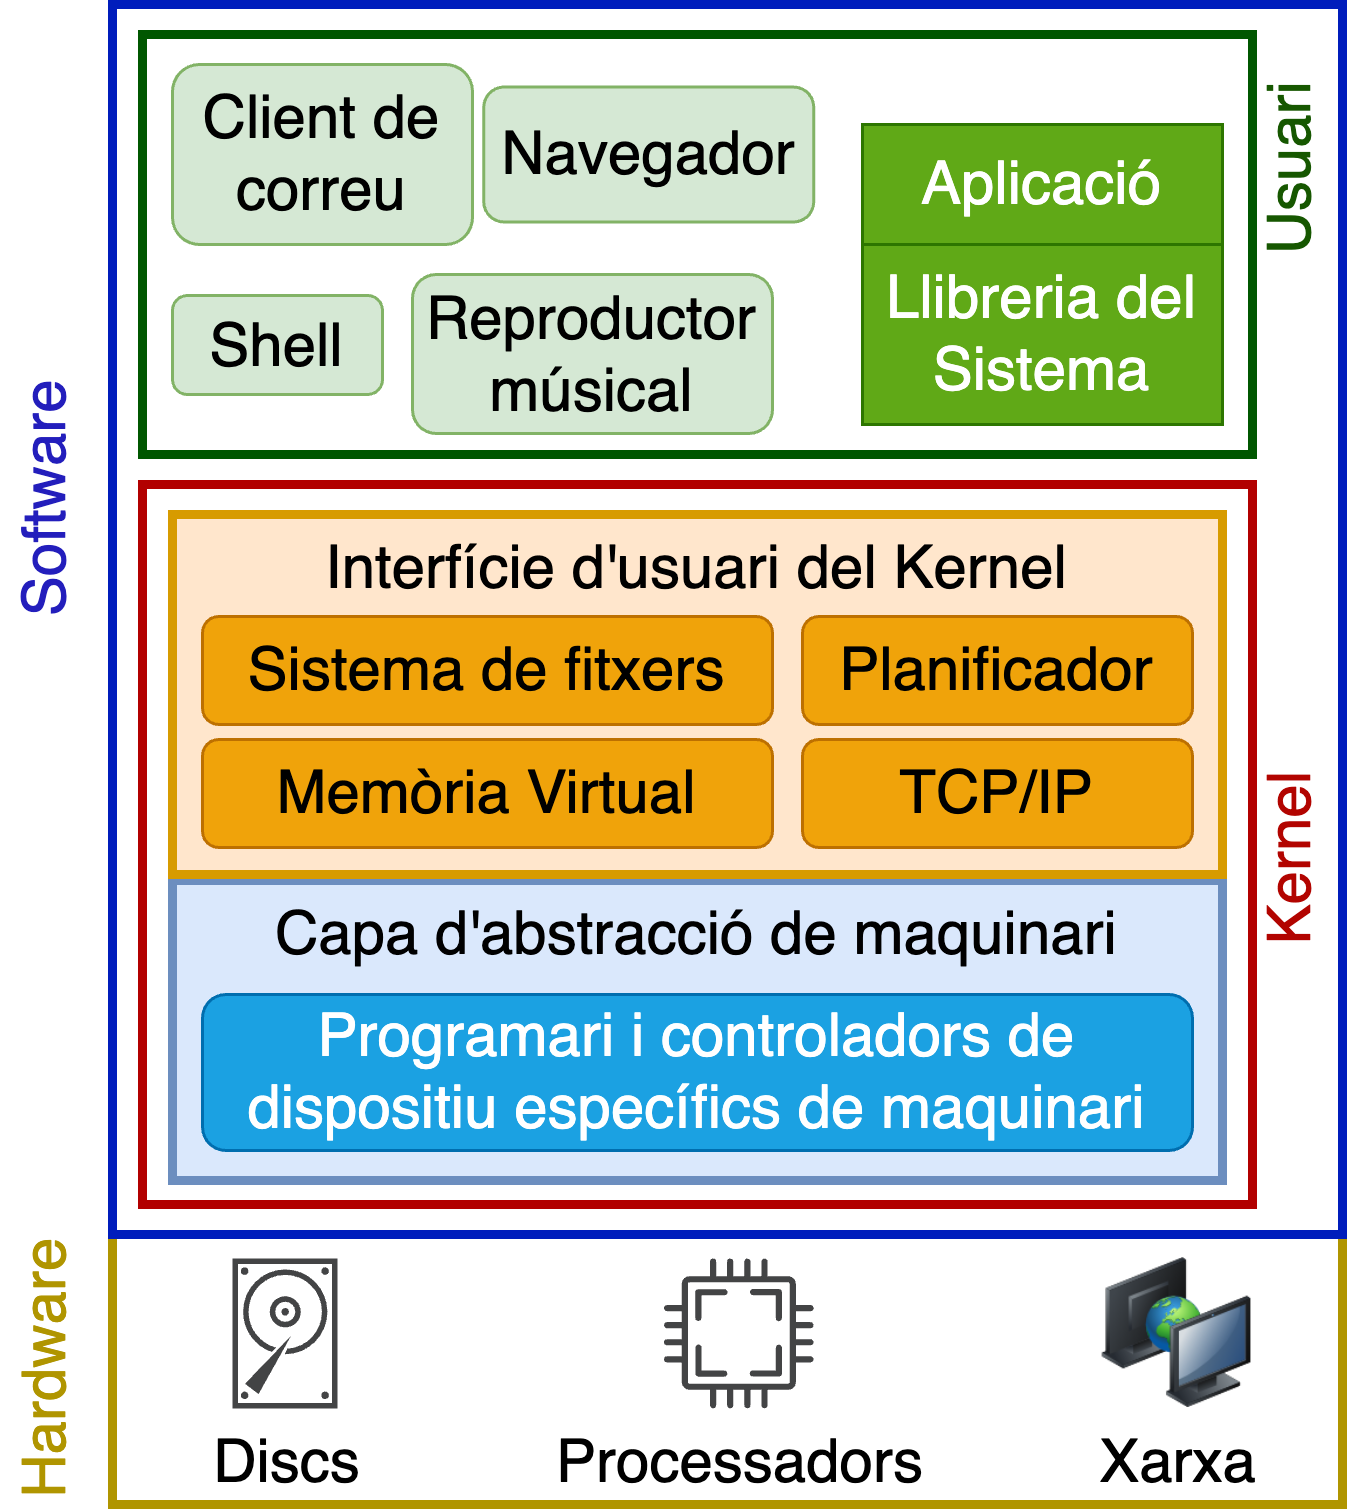 Software
Usuari
Client de
correu
Navegador
Aplicació
Llibreria del
Sistema
Shell
Reproductor
músical
Kernel
Interfície d'usuari del Kernel
Sistema de fitxers
Planificador
Memòria Virtual
TCP/IP
Capa d'abstracció de maquinari
Programari i controladors de
dispositiu específics de maquinari
Hardware
Discs
Processadors
Xarxa